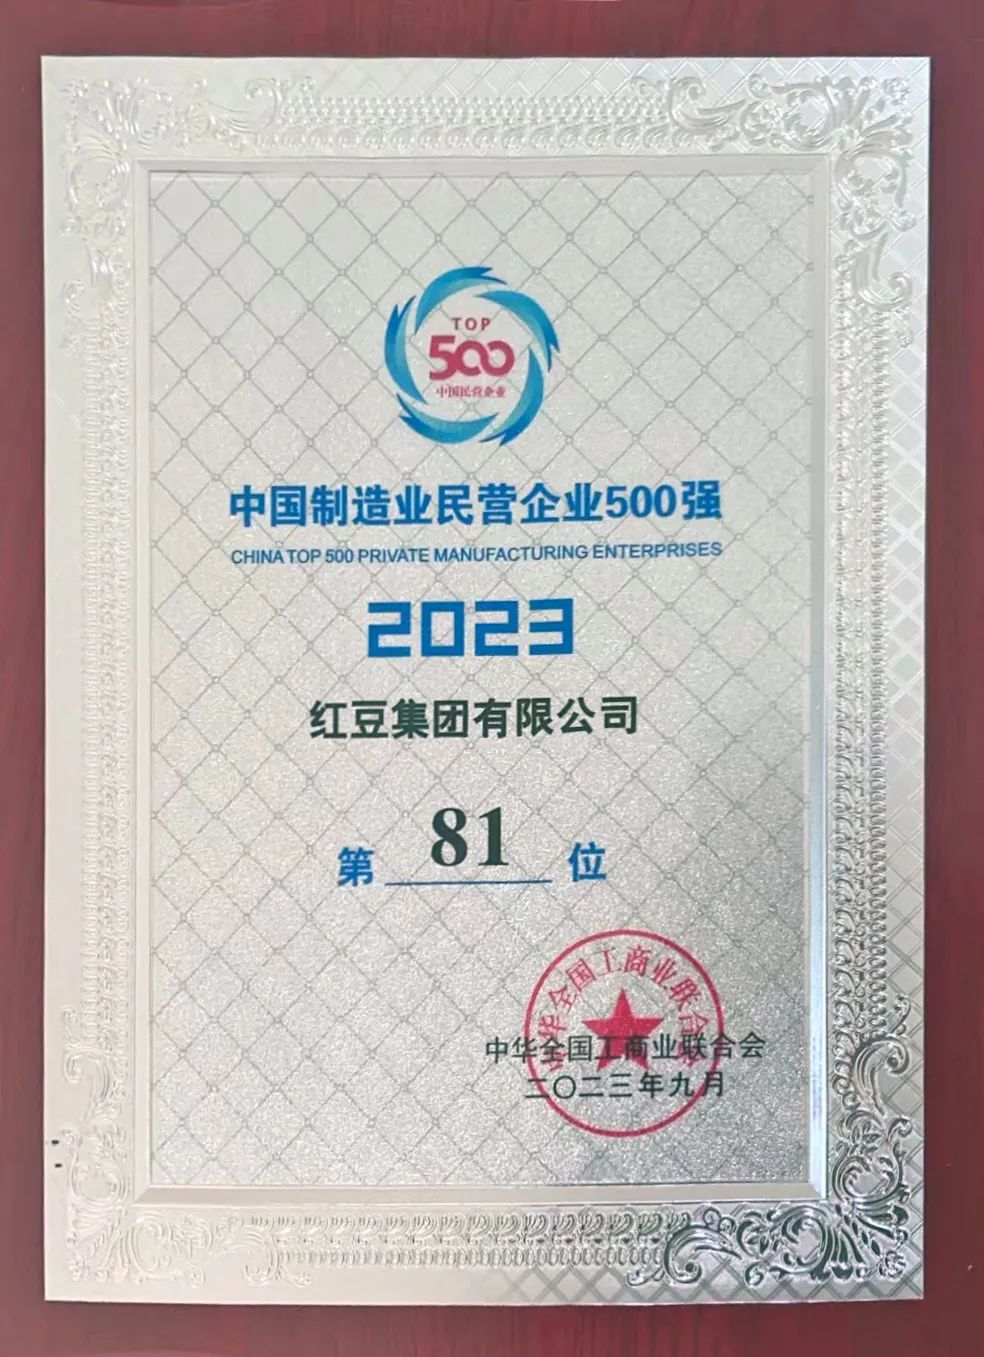 TOP
500
中国民营企业
中国制造业民营企业500强
CHINA TOP 500 PRIVATE MANUFACTURING ENTERPRISES
2023
红豆集团有限公司
第 81 位
中华全国工商业联合会
中华全国工商业联合会
二〇二三年九月